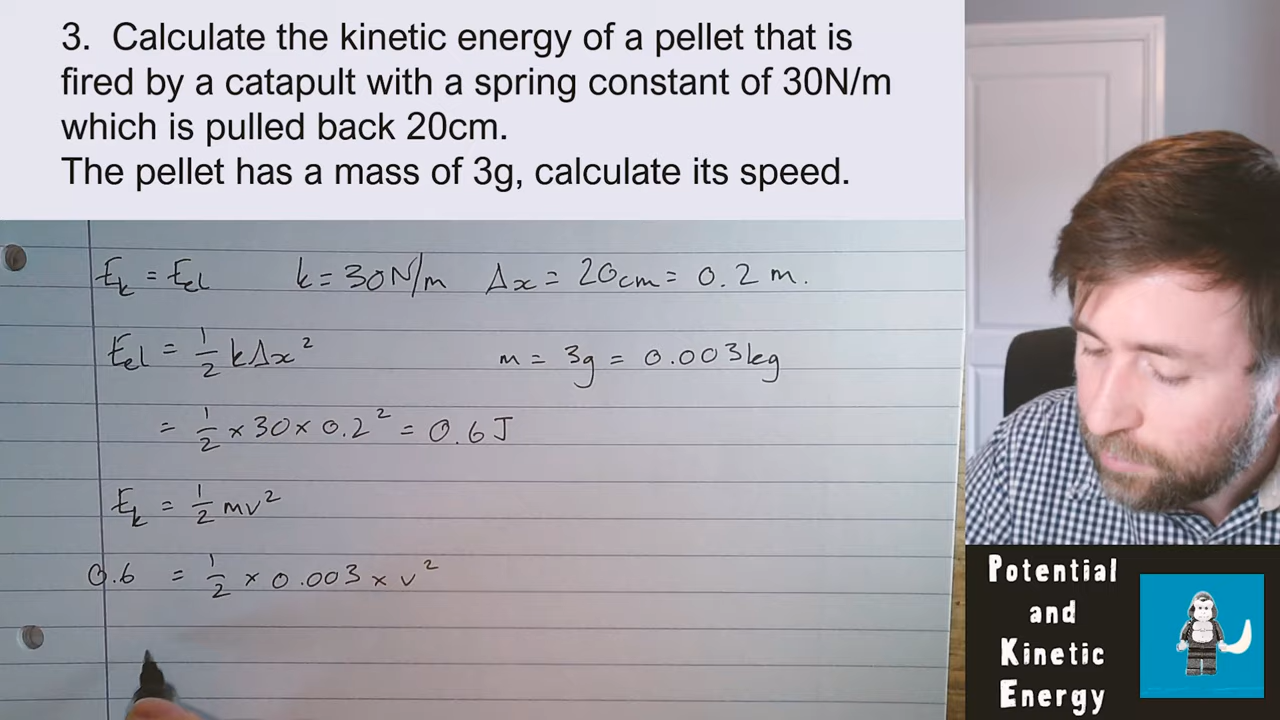 3. Calculate the kinetic energy of a pellet that is
fired by a catapult with a spring constant of 30N/m
which is pulled back 20cm.
The pellet has a mass of 3g, calculate its speed.
Eₖ = Eₑₗ k = 30N/m Δx = 20cm = 0.2 m.
Eₑₗ = 1/2 kΔx²
m = 3g = 0.003kg
= 1/2 × 30 × 0.2² = 0.6 J
Eₖ = 1/2 mv²
0.6 = 1/2 × 0.003 × v²
Potential
and
Kinetic
Energy